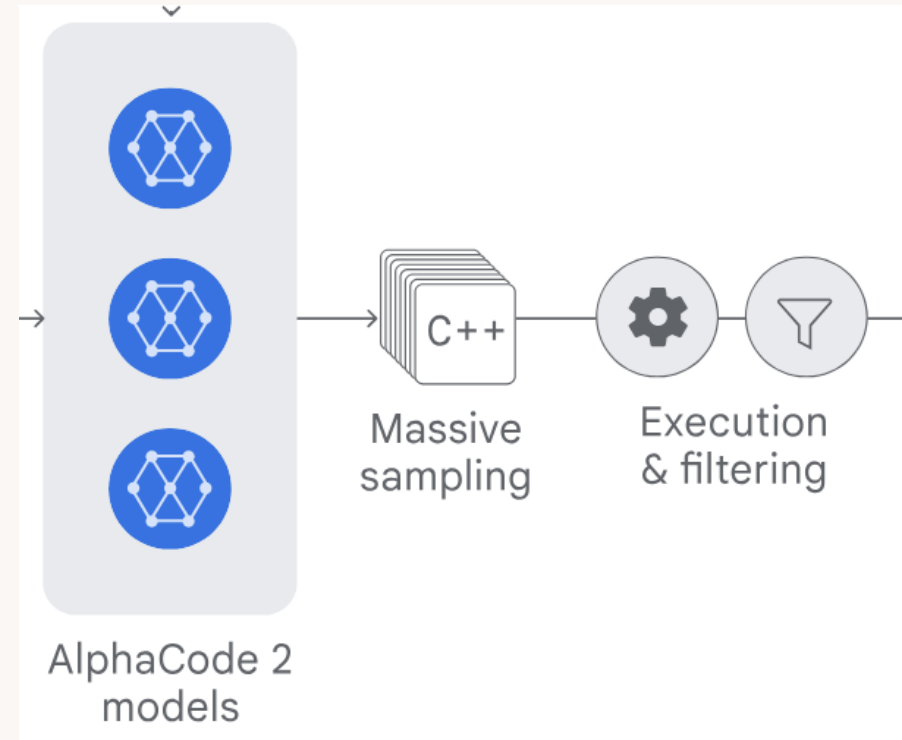 C++
Massive
sampling
Execution
& filtering
AlphaCode 2
models